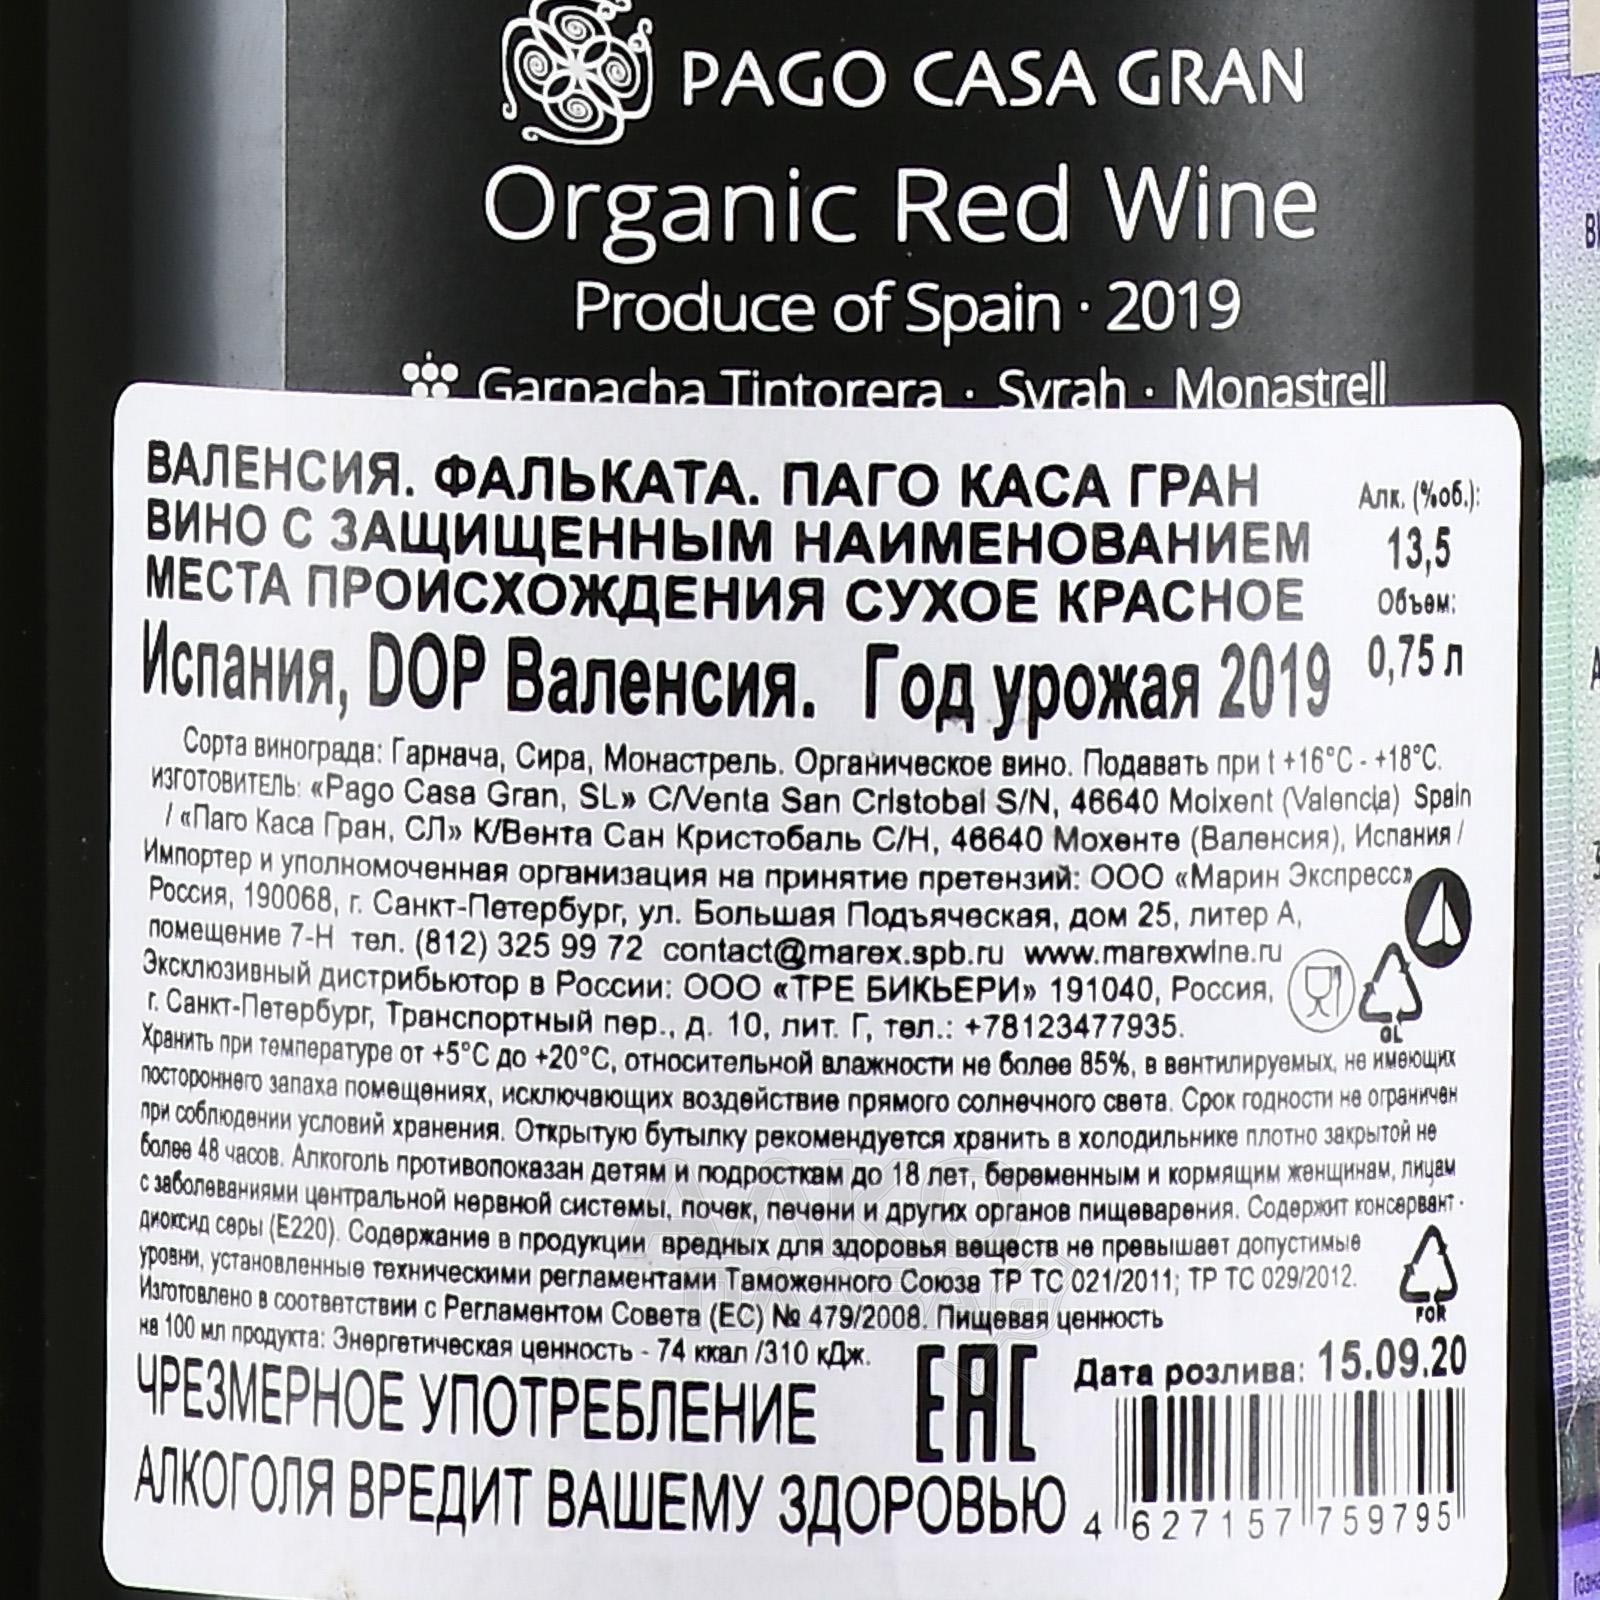 PAGO CASA GRAN
Organic Red Wine
Produce of Spain · 2019
Garnacha Tintorera · Syrah · Monastrell
ВАЛЕНСИЯ. ФАЛЬКАТА. ПАГО КАСА ГРАН
ВИНО С ЗАЩИЩЕННЫМ НАИМЕНОВАНИЕМ
МЕСТА ПРОИСХОЖДЕНИЯ СУХОЕ КРАСНОЕ
Алк. (%об.):
13,5
Объем:
0,75 л
Испания, DOP Валенсия. Год урожая 2019
Сорта винограда: Гарнача, Сира, Монастрель. Органическое вино. Подавать при t +16°C - +18°C.
ИЗГОТОВИТЕЛЬ: «Pago Casa Gran, SL» C/Venta San Cristobal S/N, 46640 Moixent (Valencia) Spain
/ «Паго Каса Гран, СЛ» К/Вента Сан Кристобаль С/Н, 46640 Мохенте (Валенсия), Испания /
Импортер и уполномоченная организация на принятие претензий: ООО «Марин Экспресс»
Россия, 190068, г. Санкт-Петербург, ул. Большая Подъяческая, дом 25, литер А,
помещение 7-Н тел. (812) 325 99 72 contact@marex.spb.ru www.marexwine.ru
Эксклюзивный дистрибьютор в России: ООО «ТРЕ БИКЬЕРИ» 191040, Россия,
г. Санкт-Петербург, Транспортный пер., д. 10, лит. Г, тел.: +78123477935.
GL
Хранить при температуре от +5°C до +20°C, относительной влажности не более 85%, в вентилируемых, не имеющих
постороннего запаха помещениях, исключающих воздействие прямого солнечного света. Срок годности не ограничен
при соблюдении условий хранения. Открытую бутылку рекомендуется хранить в холодильнике плотно закрытой не
более 48 часов. Алкоголь противопоказан детям и подросткам до 18 лет, беременным и кормящим женщинам, лицам
с заболеваниями центральной нервной системы, почек, печени и других органов пищеварения. Содержит консервант -
диоксид серы (Е220). Содержание в продукции вредных для здоровья веществ не превышает допустимые
уровни, установленные техническими регламентами Таможенного Союза ТР ТС 021/2011; ТР ТС 029/2012.
Изготовлено в соответствии с Регламентом Совета (ЕС) № 479/2008. Пищевая ценность
на 100 мл продукта: Энергетическая ценность - 74 ккал /310 кДж.
FOR
EAC
Дата розлива: 15.09.20
ЧРЕЗМЕРНОЕ УПОТРЕБЛЕНИЕ
АЛКОГОЛЯ ВРЕДИТ ВАШЕМУ ЗДОРОВЬЮ
4 627157 759795